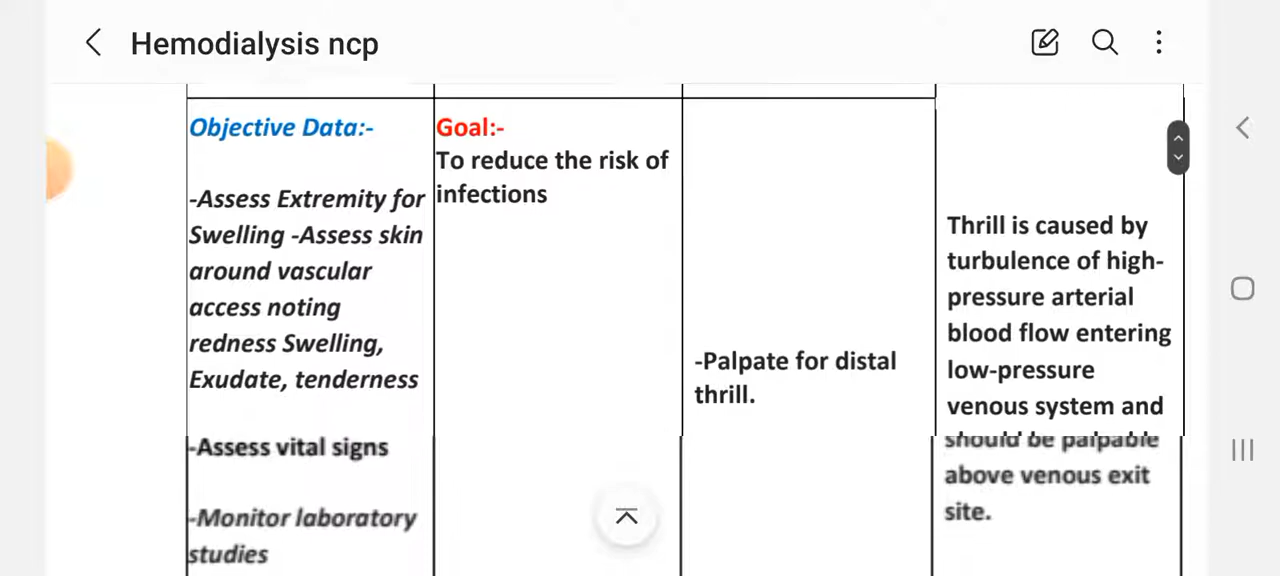 Hemodialysis ncp
Objective Data:-
-Assess Extremity for
Swelling -Assess skin
around vascular
access noting
redness Swelling,
Exudate, tenderness
-Assess vital signs
-Monitor laboratory
studies
Goal:-
To reduce the risk of
infections
-Palpate for distal
thrill.
Thrill is caused by
turbulence of high-
pressure arterial
blood flow entering
low-pressure
venous system and
should be palpable
above venous exit
site.